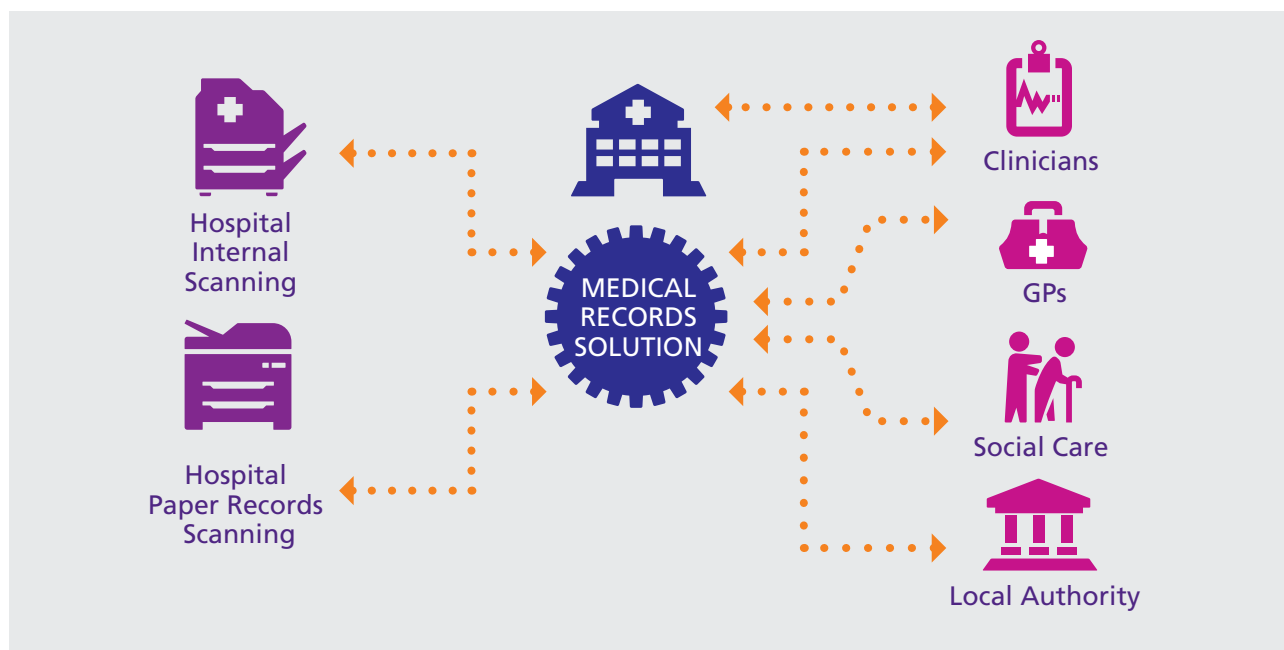 Hospital
Internal
Scanning
Hospital
Paper Records
Scanning
MEDICAL
RECORDS
SOLUTION
Clinicians
GPs
Social Care
Local Authority